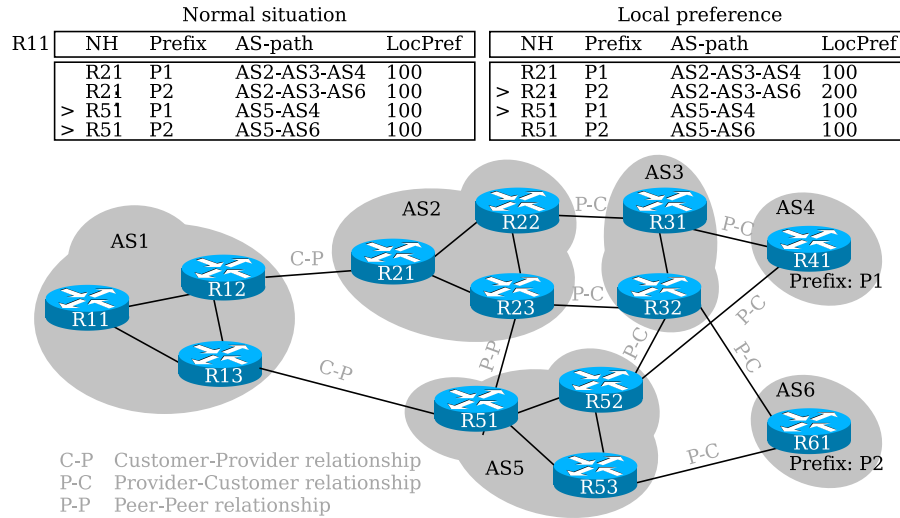 Normal situation Local preference
R11 NH Prefix AS-path LocPref NH Prefix AS-path LocPref
R21 P1 AS2-AS3-AS4 100 R21 P1 AS2-AS3-AS4 100
R21 P2 AS2-AS3-AS6 100 > R21 P2 AS2-AS3-AS6 200
> R51 P1 AS5-AS4 100 > R51 P1 AS5-AS4 100
> R51 P2 AS5-AS6 100 R51 P2 AS5-AS6 100
AS3
AS2 R22 P-C R31 AS4
AS1 P-C
C-P R21 R41
R12 Prefix: P1
R11 R23 P-C R32 P-C
R13 C-P P-P P-C P-C
R52 AS6
R51 R61
AS5 P-C Prefix: P2
R53
C-P Customer-Provider relationship
P-C Provider-Customer relationship
P-P Peer-Peer relationship